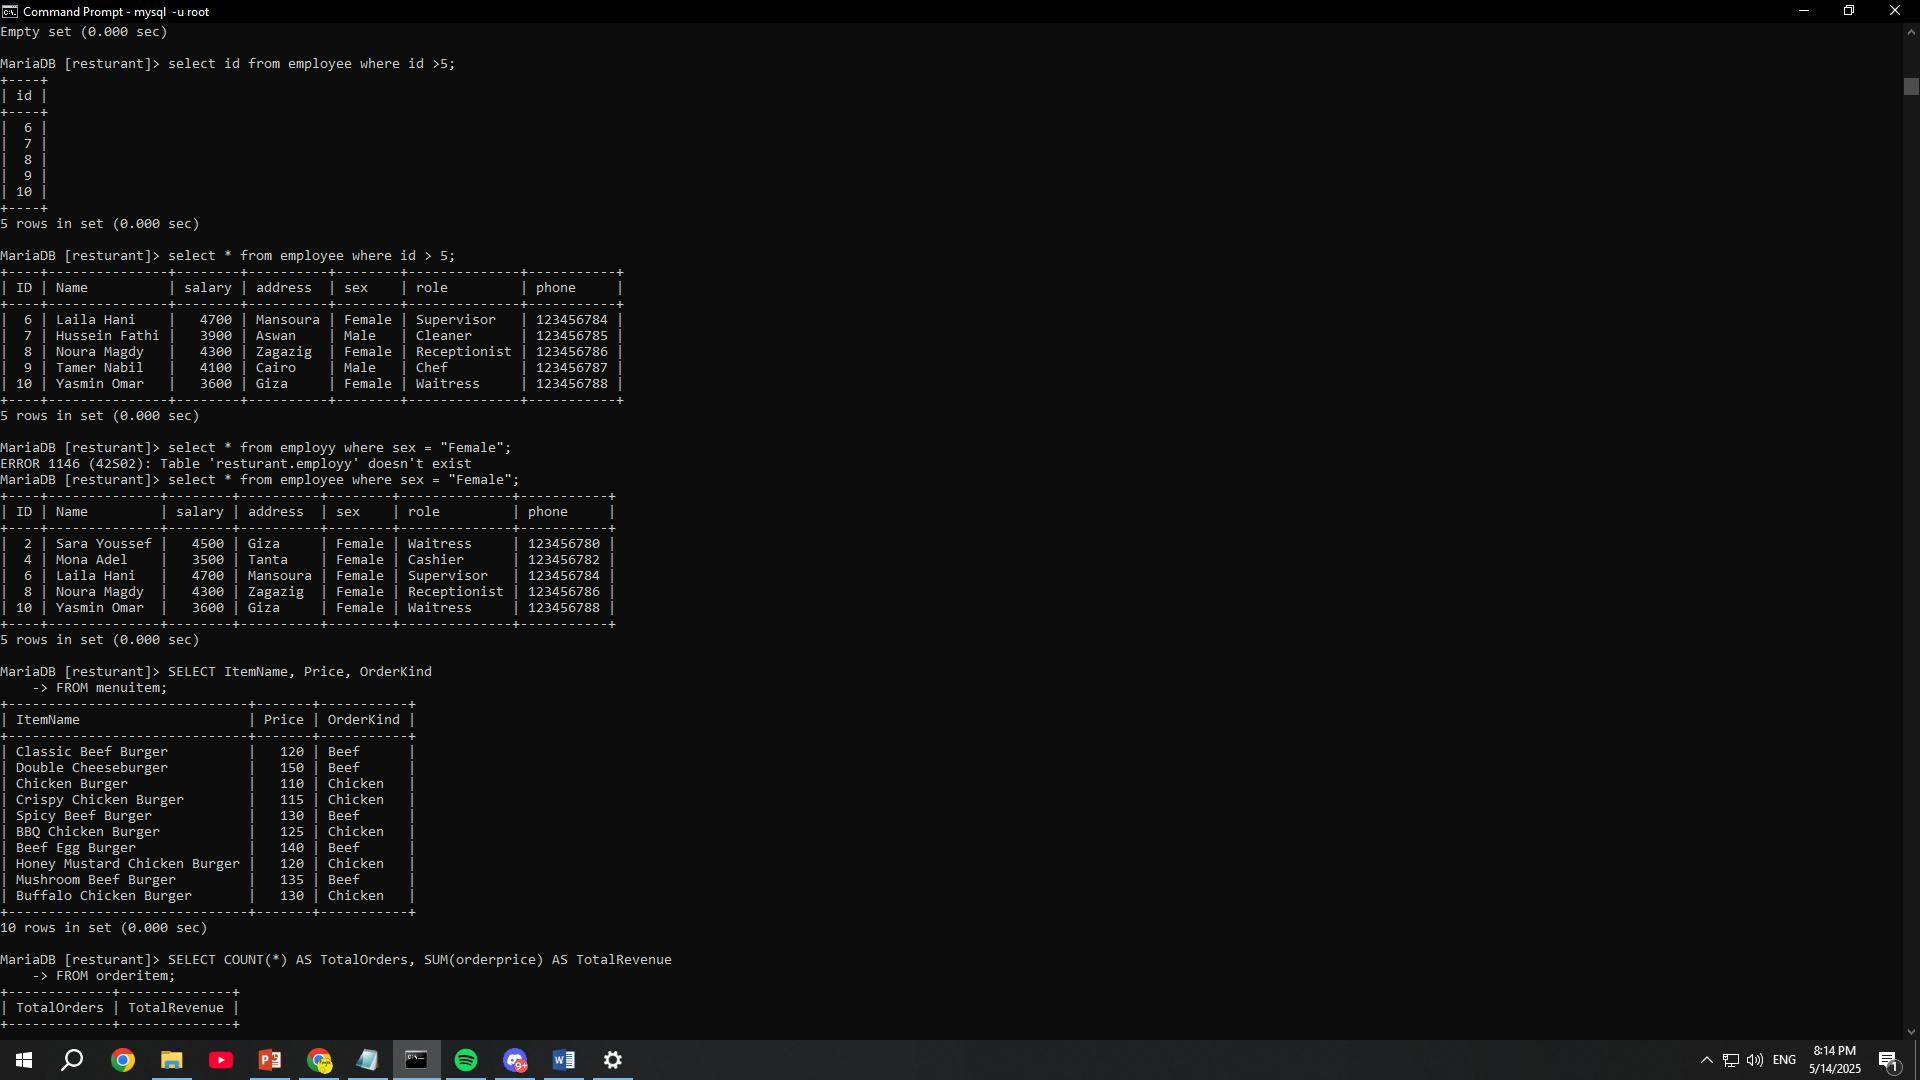 Command Prompt - mysql  -u root
Empty set (0.000 sec)

MariaDB [resturant]> select id from employee where id >5;
+----+
| id |
+----+
|  6 |
|  7 |
|  8 |
|  9 |
| 10 |
+----+
5 rows in set (0.000 sec)

MariaDB [resturant]> select * from employee where id > 5;
+----+---------------+--------+----------+--------+--------------+-----------+
| ID | Name          | salary | address  | sex    | role         | phone     |
+----+---------------+--------+----------+--------+--------------+-----------+
|  6 | Laila Hani    |   4700 | Mansoura | Female | Supervisor   | 123456784 |
|  7 | Hussein Fathi |   3900 | Aswan    | Male   | Cleaner      | 123456785 |
|  8 | Noura Magdy   |   4300 | Zagazig  | Female | Receptionist | 123456786 |
|  9 | Tamer Nabil   |   4100 | Cairo    | Male   | Chef         | 123456787 |
| 10 | Yasmin Omar   |   3600 | Giza     | Female | Waitress     | 123456788 |
+----+---------------+--------+----------+--------+--------------+-----------+
5 rows in set (0.000 sec)

MariaDB [resturant]> select * from employy where sex = "Female";
ERROR 1146 (42S02): Table 'resturant.employy' doesn't exist
MariaDB [resturant]> select * from employee where sex = "Female";
+----+--------------+--------+----------+--------+--------------+-----------+
| ID | Name         | salary | address  | sex    | role         | phone     |
+----+--------------+--------+----------+--------+--------------+-----------+
|  2 | Sara Youssef |   4500 | Giza     | Female | Waitress     | 123456780 |
|  4 | Mona Adel    |   3500 | Tanta    | Female | Cashier      | 123456782 |
|  6 | Laila Hani   |   4700 | Mansoura | Female | Supervisor   | 123456784 |
|  8 | Noura Magdy  |   4300 | Zagazig  | Female | Receptionist | 123456786 |
| 10 | Yasmin Omar  |   3600 | Giza     | Female | Waitress     | 123456788 |
+----+--------------+--------+----------+--------+--------------+-----------+
5 rows in set (0.000 sec)

MariaDB [resturant]> SELECT ItemName, Price, OrderKind
    -> FROM menuitem;
+------------------------------+-------+-----------+
| ItemName                     | Price | OrderKind |
+------------------------------+-------+-----------+
| Classic Beef Burger          |   120 | Beef      |
| Double Cheeseburger          |   150 | Beef      |
| Chicken Burger               |   110 | Chicken   |
| Crispy Chicken Burger        |   115 | Chicken   |
| Spicy Beef Burger            |   130 | Beef      |
| BBQ Chicken Burger           |   125 | Chicken   |
| Beef Egg Burger              |   140 | Beef      |
| Honey Mustard Chicken Burger |   120 | Chicken   |
| Mushroom Beef Burger         |   135 | Beef      |
| Buffalo Chicken Burger       |   130 | Chicken   |
+------------------------------+-------+-----------+
10 rows in set (0.000 sec)

MariaDB [resturant]> SELECT COUNT(*) AS TotalOrders, SUM(orderprice) AS TotalRevenue
    -> FROM orderitem;
+-------------+--------------+
| TotalOrders | TotalRevenue |
+-------------+--------------+
9+
ENG
8:14 PM
5/14/2025
1